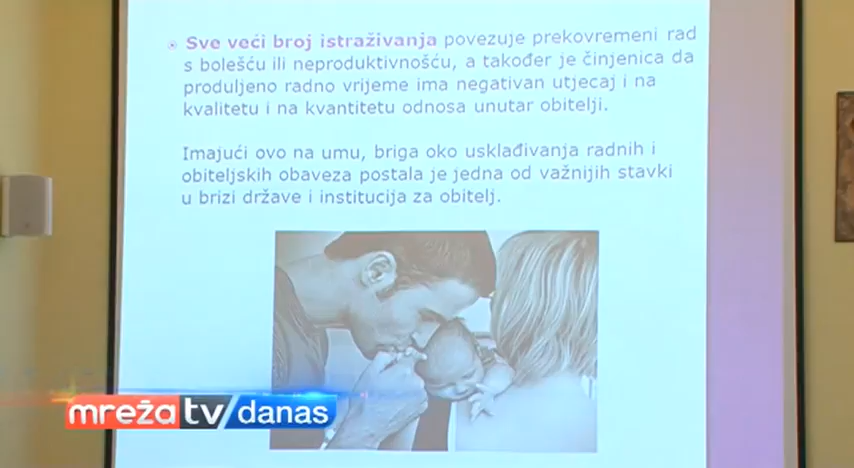 Sve veći broj istraživanja povezuje prekovremeni rad
s bolešću ili neproduktivnošću, a također je činjenica da
produljeno radno vrijeme ima negativan utjecaj i na
kvalitetu i na kvantitetu odnosa unutar obitelji.
Imajući ovo na umu, briga oko usklađivanja radnih i
obiteljskih obaveza postala je jedna od važnijih stavki
u brizi države i institucija za obitelj.
mreža tv danas